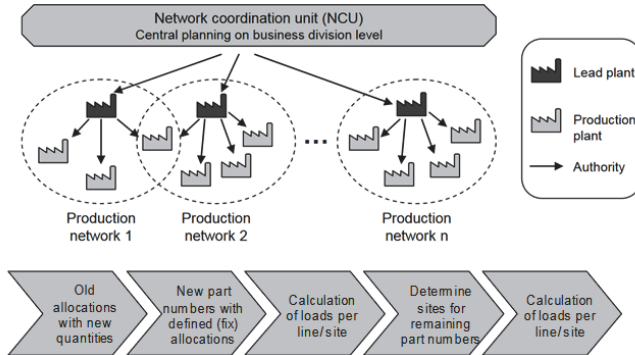 Network coordination unit (NCU)
Central planning on business division level
Lead plant
Production
plant
Authority
...
Production
network 1
Production
network 2
Production
network n
Old
allocations
with new
quantities
New part
numbers with
defined (fix)
allocations
Calculation
of loads per
line/site
Determine
sites for
remaining
part numbers
Calculation
of loads per
line/site